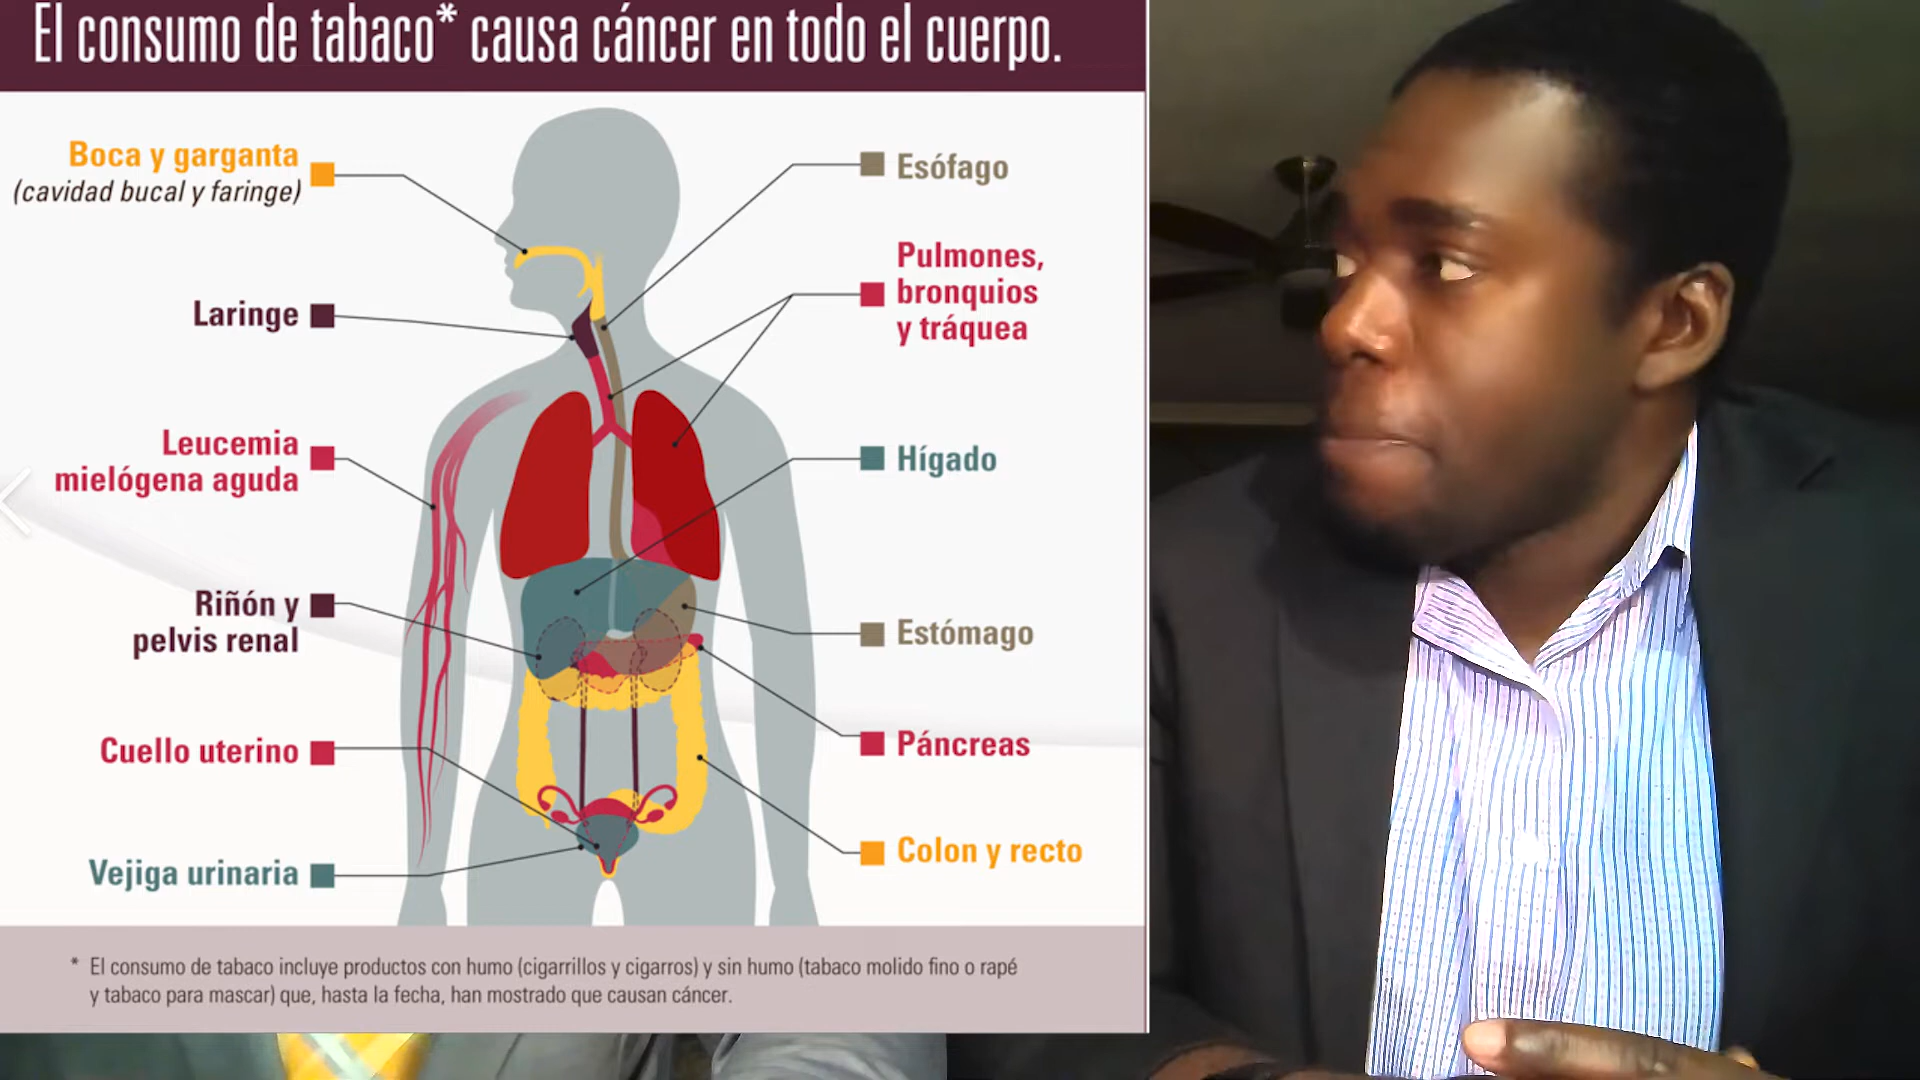 El consumo de tabaco* causa cáncer en todo el cuerpo.
Boca y garganta
(cavidad bucal y faringe)
Laringe
Leucemia
mielógena aguda
Riñón y
pelvis renal
Cuello uterino
Vejiga urinaria
Esófago
Pulmones,
bronquios
y tráquea
Hígado
Estómago
Páncreas
Colon y recto
* El consumo de tabaco incluye productos con humo (cigarrillos y cigarros) y sin humo (tabaco molido fino o rapé
y tabaco para mascar) que, hasta la fecha, han mostrado que causan cáncer.